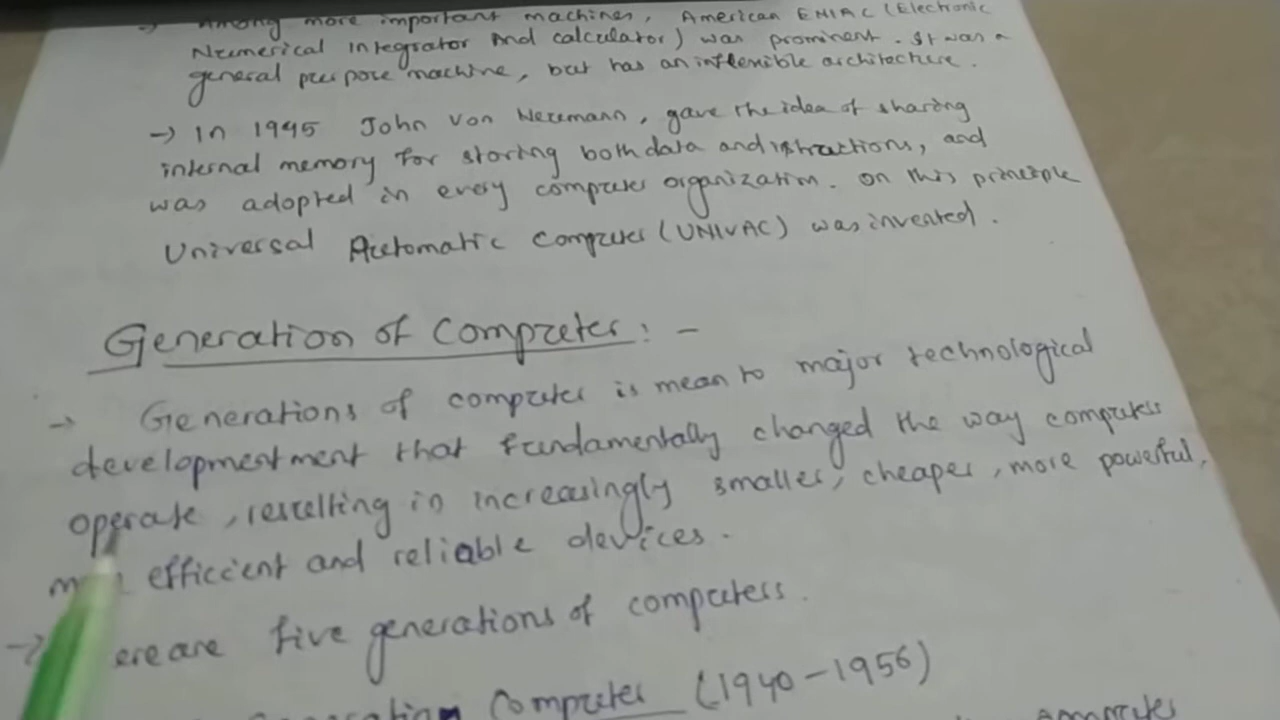 → Among more important machines, American ENIAC (Electronic
Numerical Integrator and calculator) was prominent. It was a
general purpose machine, but has an inflexible architecture.
→ In 1945 John von Neumann, gave the idea of sharing
internal memory for storing both data and istructions, and
was adopted in every computer organization. On this principle
Universal Automatic Computer (UNIVAC) was invented.
Generation of Computer: -
→ Generations of computer is mean to major technological
developmentment that fundamentally changed the way computers
operate, resulting in increasingly smaller, cheaper, more powerful,
efficient and reliable devices.
→ ere are five generations of computers.
Computer (1940-1956)